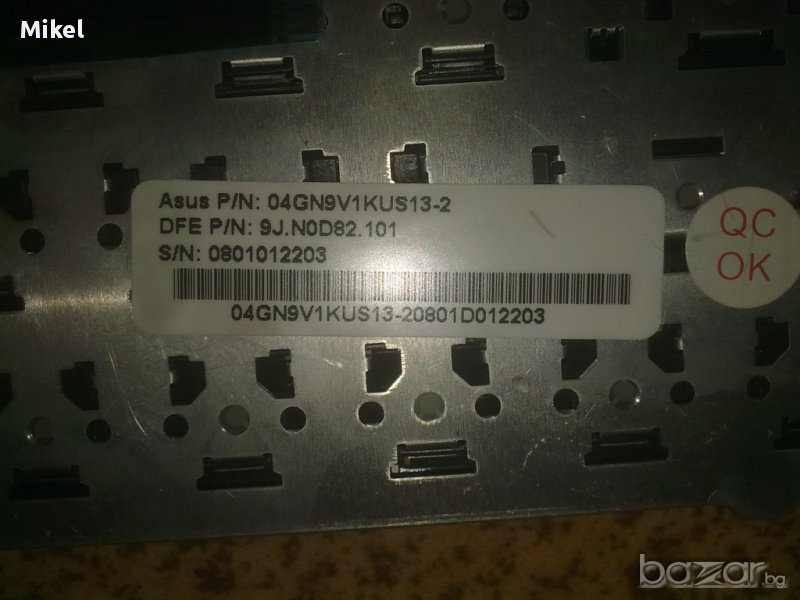 Mikel
Asus P/N: 04GN9V1KUS13-2
DFE P/N: 9J.N0D82.101
S/N: 0801012203
04GN9V1KUS13-20801D012203
QC
OK
bazar.bg